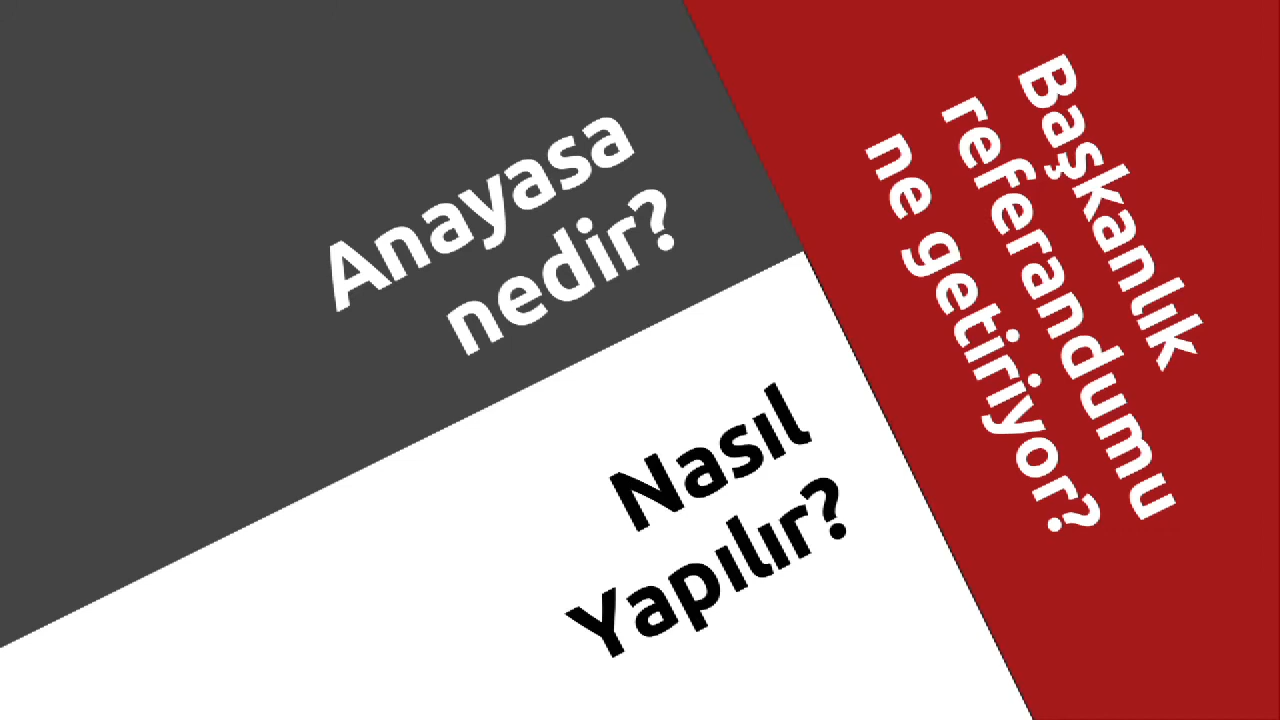 Anayasa
nedir?
Nasıl
Yapılır?
Başkanlık
referandumu
ne getiriyor?